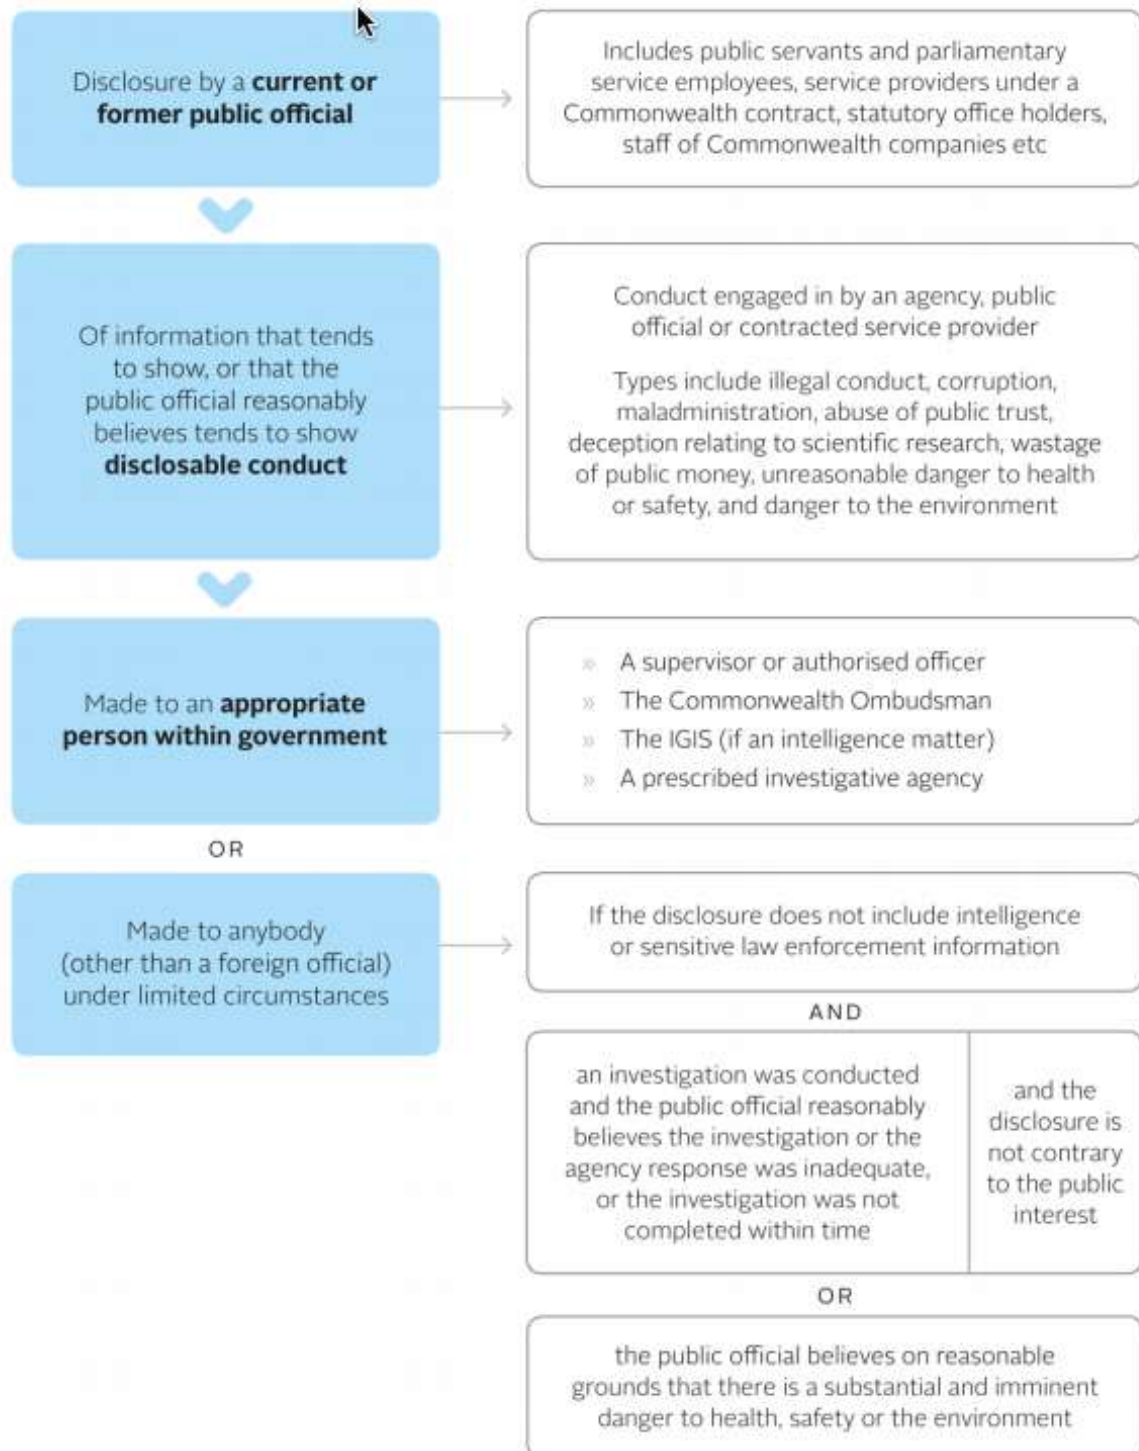 Disclosure by a current or
former public official
Includes public servants and parliamentary
service employees, service providers under a
Commonwealth contract, statutory office holders,
staff of Commonwealth companies etc
Of information that tends
to show, or that the
public official reasonably
believes tends to show
disclosable conduct
Conduct engaged in by an agency, public
official or contracted service provider
Types include illegal conduct, corruption,
maladministration, abuse of public trust,
deception relating to scientific research, wastage
of public money, unreasonable danger to health
or safety, and danger to the environment
Made to an appropriate
person within government
» A supervisor or authorised officer
» The Commonwealth Ombudsman
» The IGIS (if an intelligence matter)
» A prescribed investigative agency
OR
Made to anybody
(other than a foreign official)
under limited circumstances
If the disclosure does not include intelligence
or sensitive law enforcement information
AND
an investigation was conducted
and the public official reasonably
believes the investigation or the
agency response was inadequate,
or the investigation was not
completed within time
and the
disclosure is
not contrary
to the public
interest
OR
the public official believes on reasonable
grounds that there is a substantial and imminent
danger to health, safety or the environment